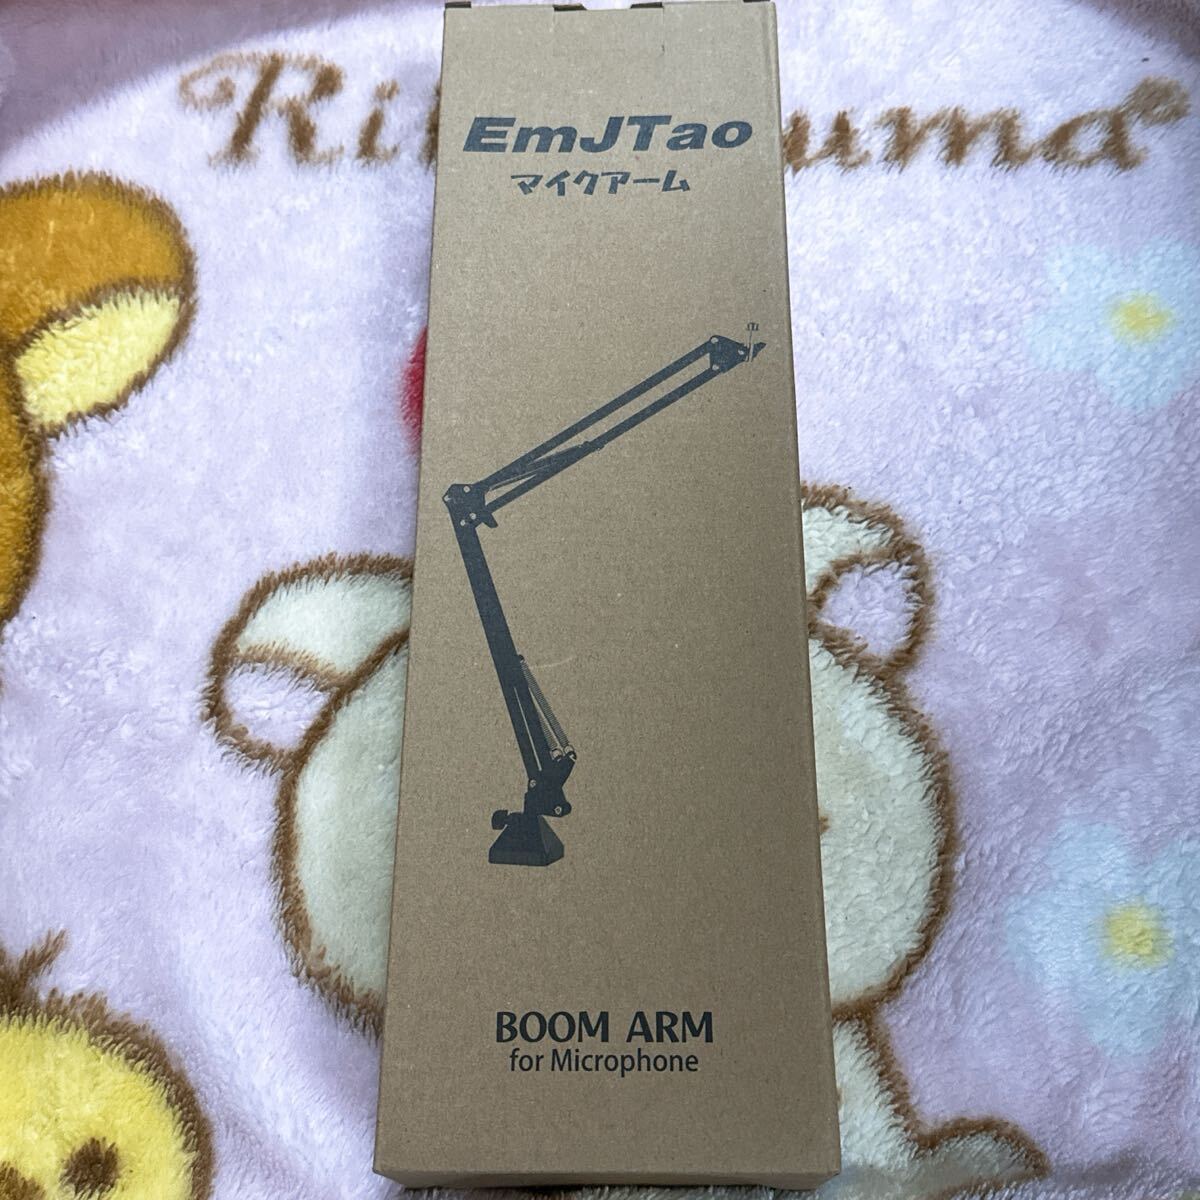 EmJTao
マイクアーム
BOOM ARM
for Microphone